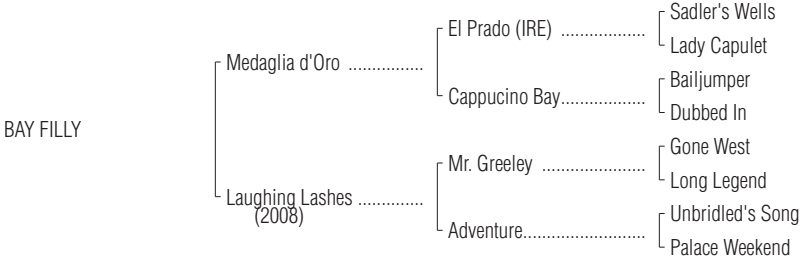 Sadler's Wells
El Prado (IRE) ..................
Lady Capulet
Medaglia d'Oro ................
Bailjumper
Cappucino Bay..................
Dubbed In
BAY FILLY
Gone West
Mr. Greeley ......................
Long Legend
Laughing Lashes ..............
(2008)
Unbridled's Song
Adventure..........................
Palace Weekend